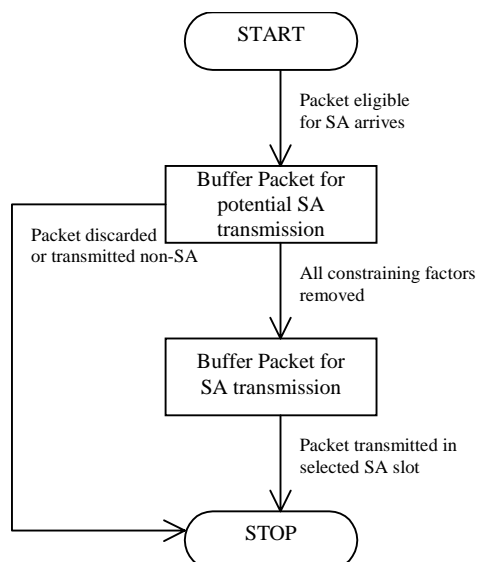 START
Packet eligible
for SA arrives
Buffer Packet for
potential SA
transmission
Packet discarded
or transmitted non-SA
All constraining factors
removed
Buffer Packet for
SA transmission
Packet transmitted in
selected SA slot
STOP